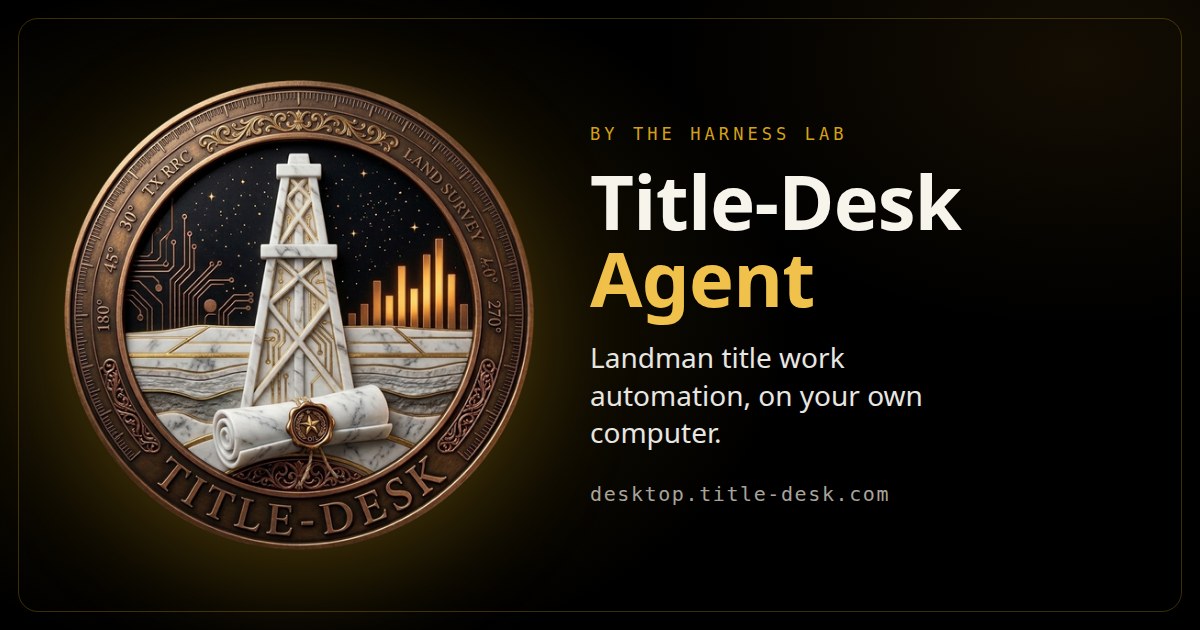 TX RRC
LAND SURVEY
30°
45°
180°
40°
270°
TITLE-DESK
BY THE HARNESS LAB
Title-Desk
Agent
Landman title work
automation, on your own
computer.
desktop.title-desk.com